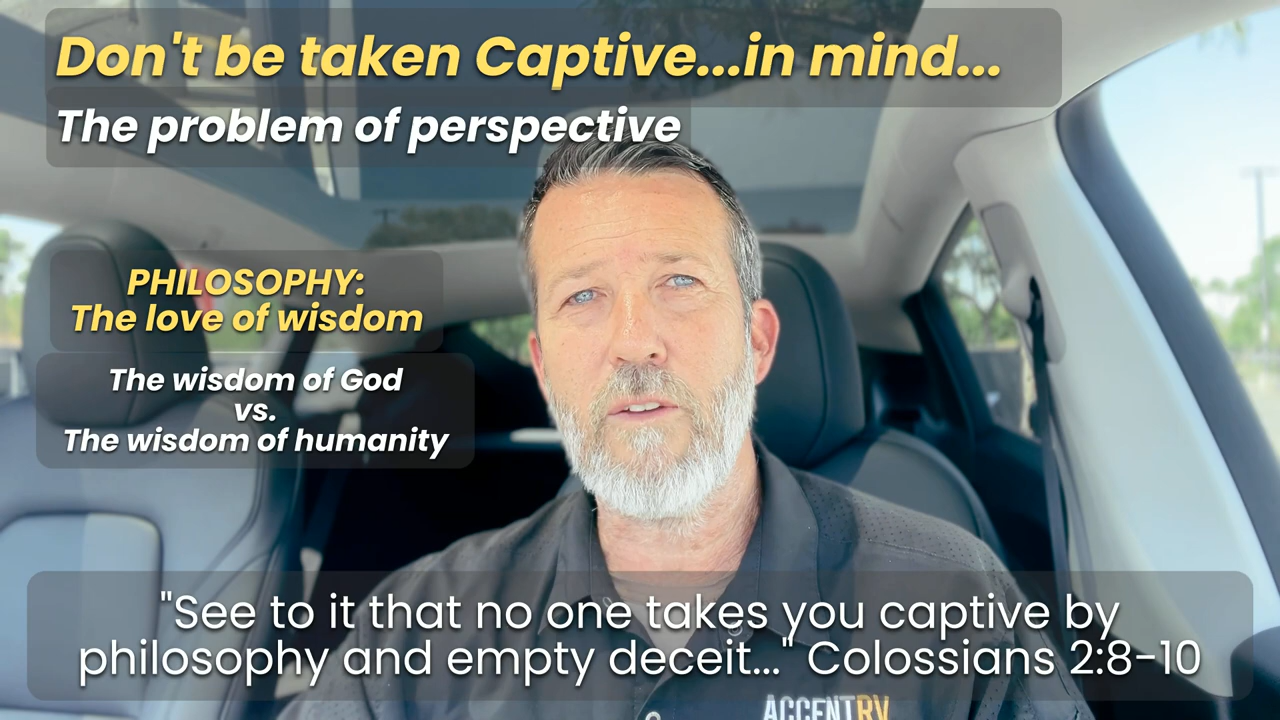 Don't be taken Captive...in mind...
The problem of perspective
PHILOSOPHY:
The love of wisdom
The wisdom of God
vs.
The wisdom of humanity
"See to it that no one takes you captive by
philosophy and empty deceit..." Colossians 2:8-10
ACCENTRV